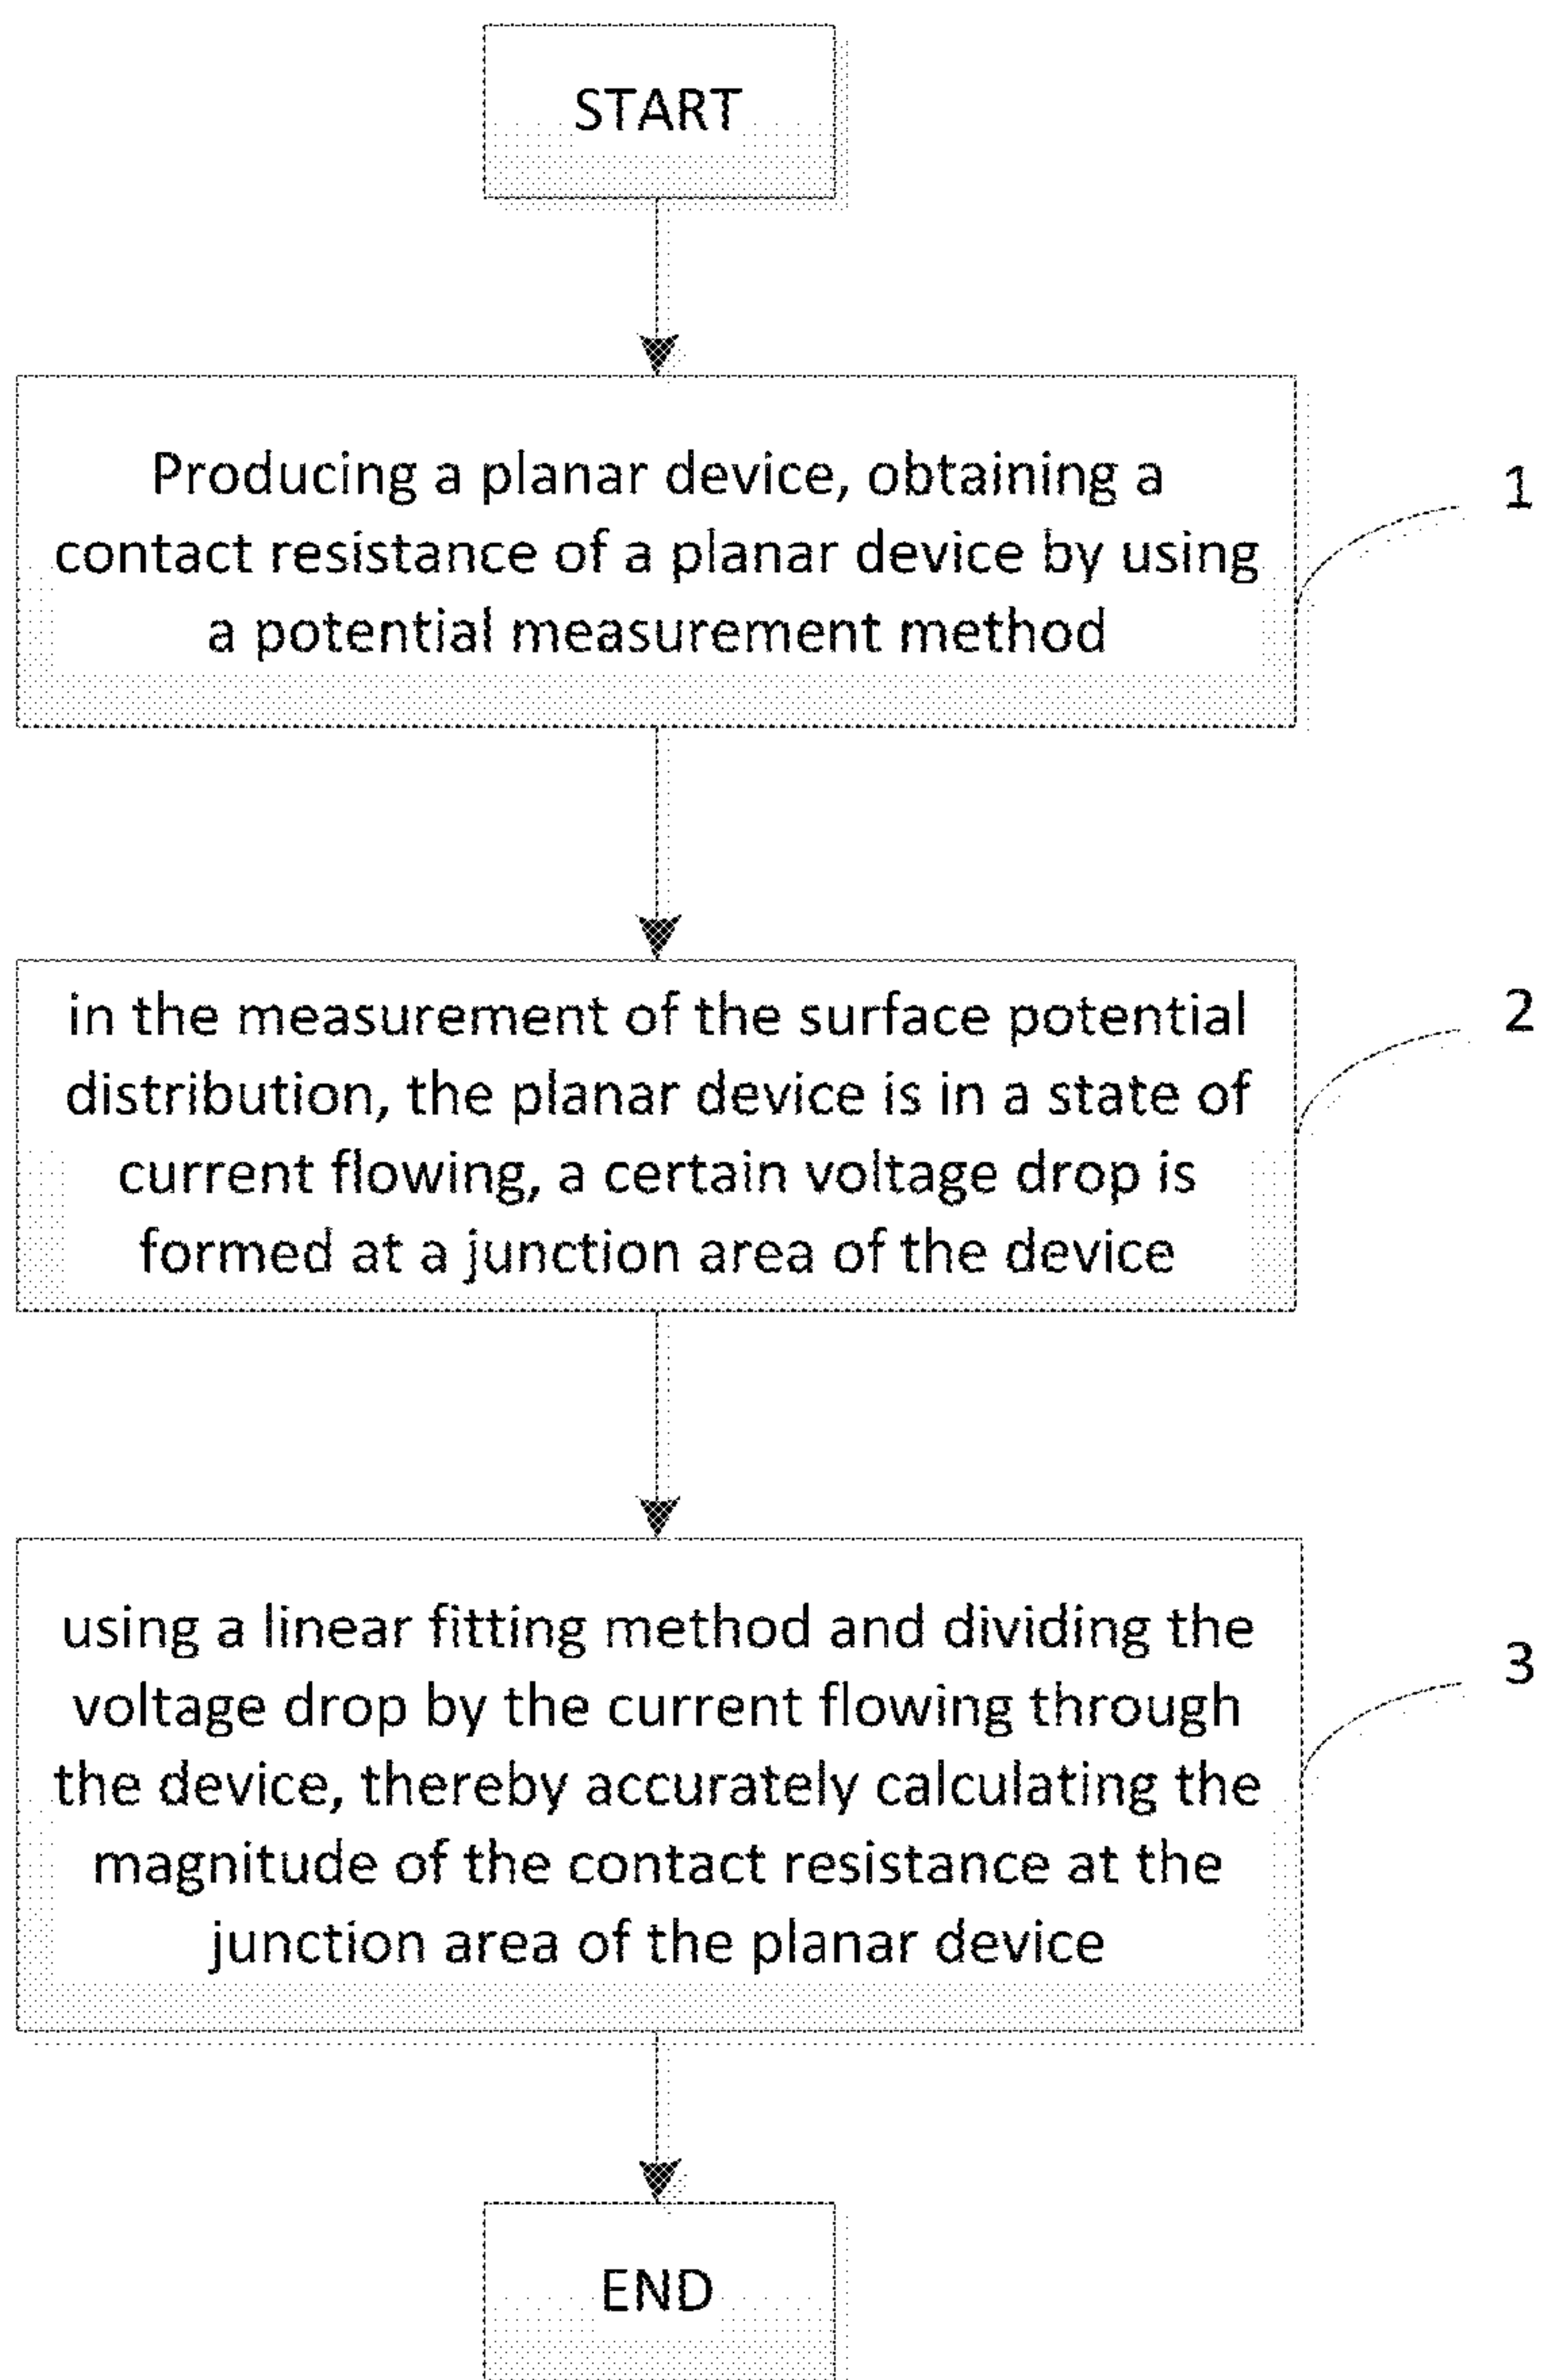 START
Producing a planar device, obtaining a
contact resistance of a planar device by using
a potential measurement method
1
in the measurement of the surface potential
distribution, the planar device is in a state of
current flowing, a certain voltage drop is
formed at a junction area of the device
2
using a linear fitting method and dividing the
voltage drop by the current flowing through
the device, thereby accurately calculating the
magnitude of the contact resistance at the
junction area of the planar device
3
END